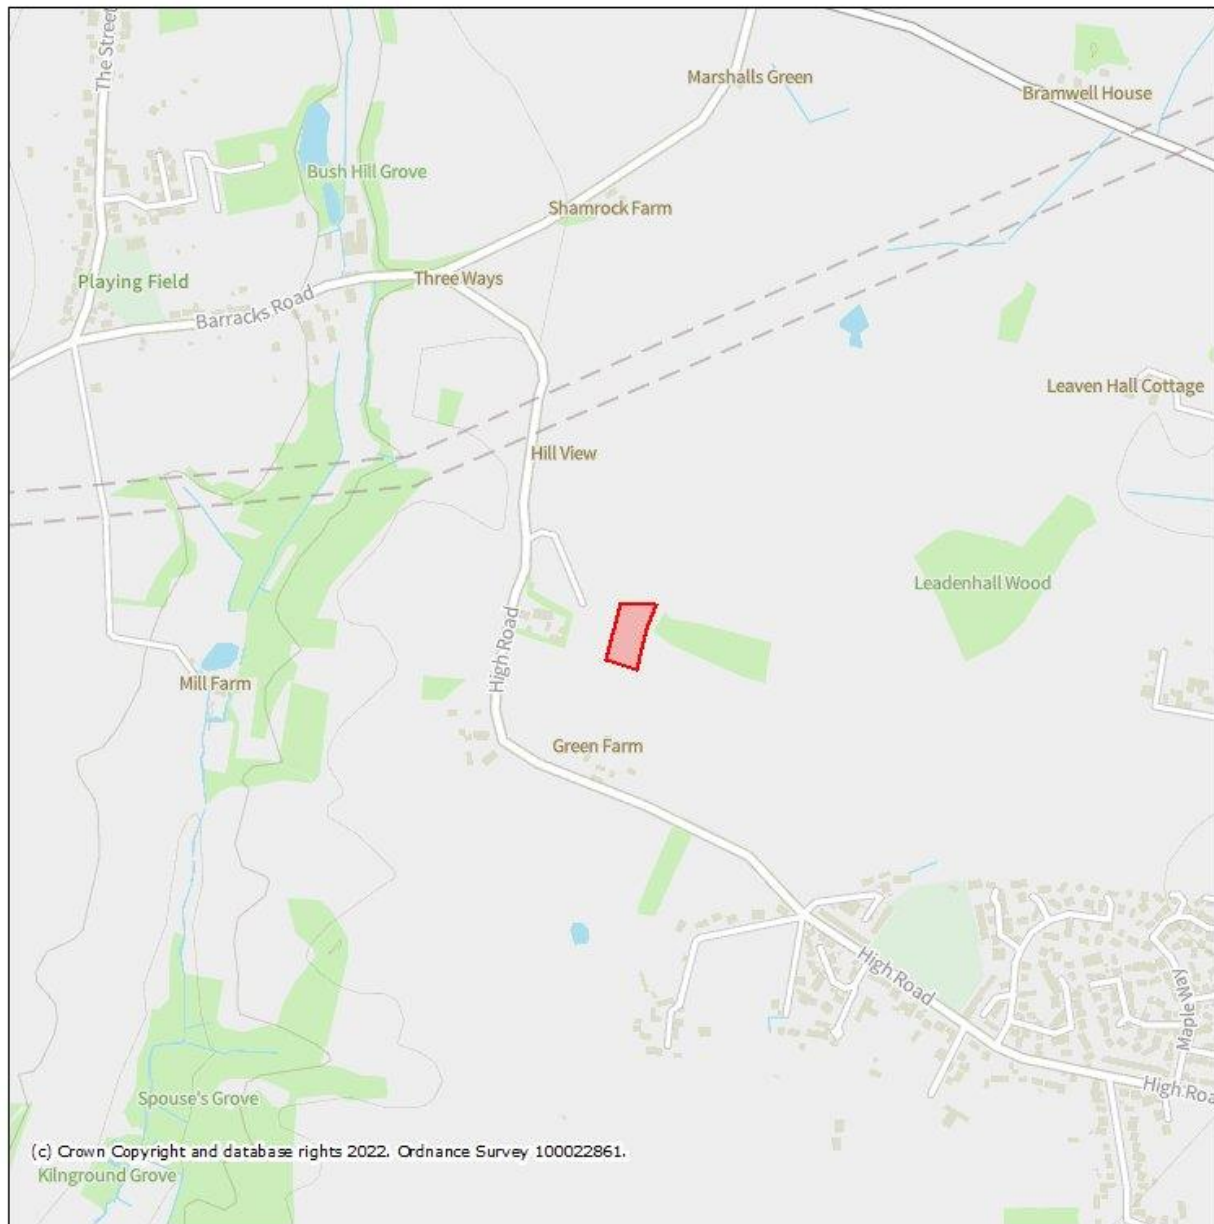 The Street
Marshalls Green
Bramwell House
Bush Hill Grove
Shamrock Farm
Playing Field
Three Ways
Barracks Road
Leaven Hall Cottage
Hill View
Leadenhall Wood
High Road
Mill Farm
Green Farm
High Road
Maple Way
High Roa
Spouse's Grove
(c) Crown Copyright and database rights 2022. Ordnance Survey 100022861.
Kilnground Grove